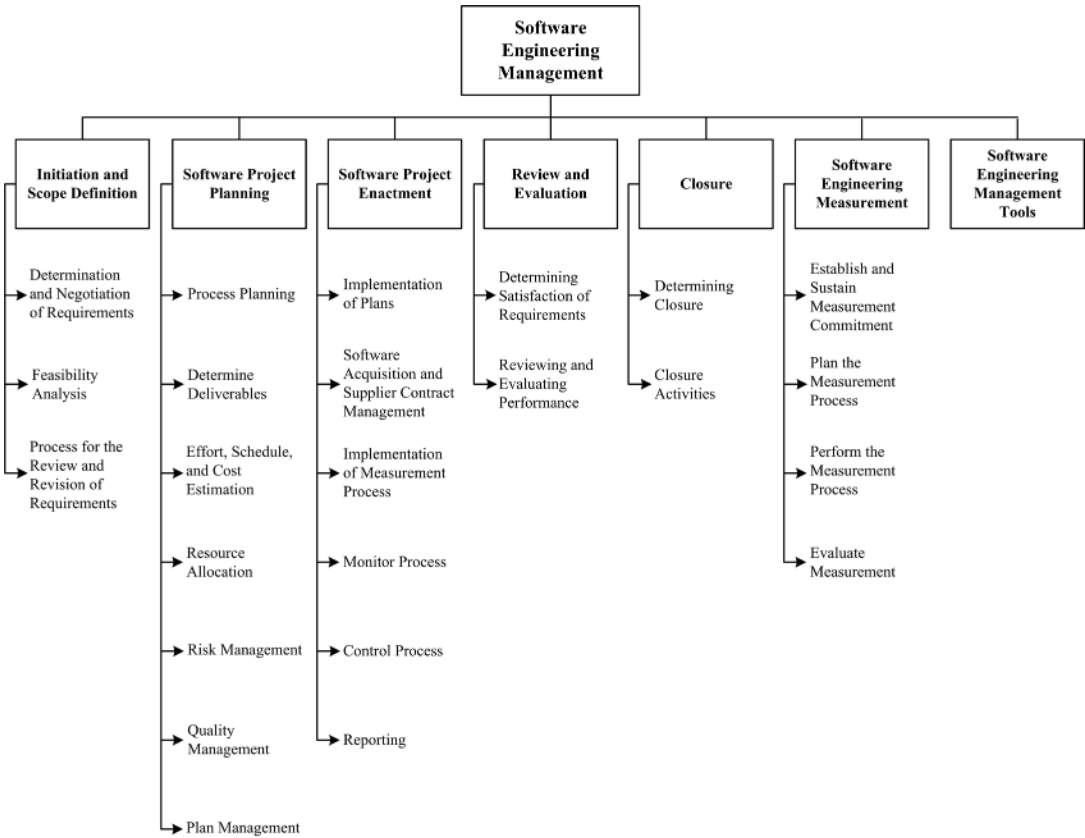 Software
Engineering
Management
Initiation and
Scope Definition
Determination
and Negotiation
of Requirements
Feasibility
Analysis
Process for the
Review and
Revision of
Requirements
Software Project
Planning
Process Planning
Determine
Deliverables
Effort, Schedule,
and Cost
Estimation
Resource
Allocation
Risk Management
Quality
Management
Plan Management
Software Project
Enactment
Implementation
of Plans
Software
Acquisition and
Supplier Contract
Management
Implementation
of Measurement
Process
Monitor Process
Control Process
Reporting
Review and
Evaluation
Determining
Satisfaction of
Requirements
Reviewing and
Evaluating
Performance
Closure
Determining
Closure
Closure
Activities
Software
Engineering
Measurement
Establish and
Sustain
Measurement
Commitment
Plan the
Measurement
Process
Perform the
Measurement
Process
Evaluate
Measurement
Software
Engineering
Management
Tools